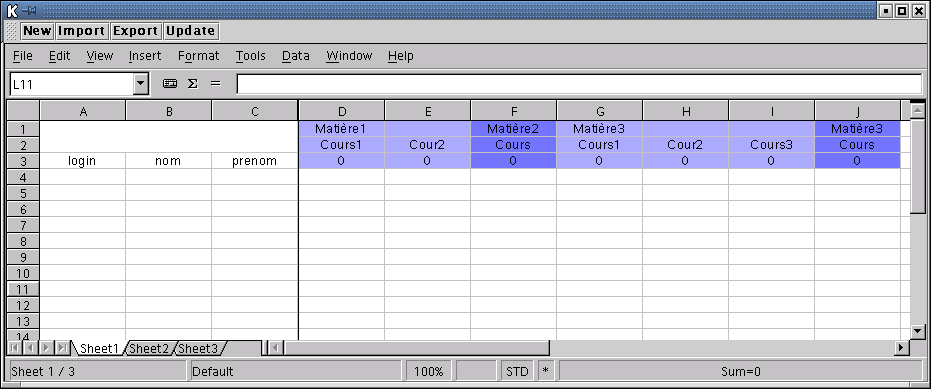 K
New Import Export Update
File Edit View Insert Format Tools Data Window Help
L11 Σ =
A B C D E F G H I J
1 Matière1 Matière2 Matière3 Matière3
2 Cours1 Cour2 Cours Cours1 Cour2 Cours3 Cours
3 login nom prenom 0 0 0 0 0 0 0
4
5
6
7
8
9
10
11
12
13
14
Sheet1 Sheet2 Sheet3
Sheet 1 / 3 Default 100% STD * Sum=0